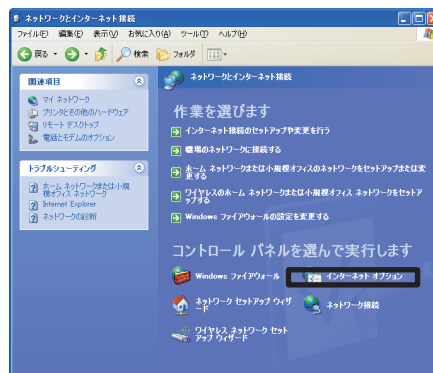 ネットワークとインターネット接続
ファイル(F) 編集(E) 表示(V) お気に入り(A) ツール(T) ヘルプ(H)
戻る 検索 フォルダ
関連項目
マイ ネットワーク
プリンタとその他のハードウェア
リモート デスクトップ
電話とモデムのオプション
トラブルシューティング
ホーム ネットワークまたは小規
模オフィス ネットワーク
Internet Explorer
ネットワークの診断
ネットワークとインターネット接続
作業を選びます
インターネット接続のセットアップや変更を行う
職場のネットワークに接続する
ホーム ネットワークまたは小規模オフィスのネットワークをセットアップまたは変
更する
ワイヤレスのホーム ネットワークまたは小規模オフィス ネットワークをセットア
ップする
Windows ファイアウォールの設定を変更する
コントロール パネルを選んで実行します
Windows ファイアウォール インターネット オプション
ネットワーク セットアップ ウィザ
ード
ネットワーク接続
ワイヤレス ネットワーク セット
アップ ウィザード